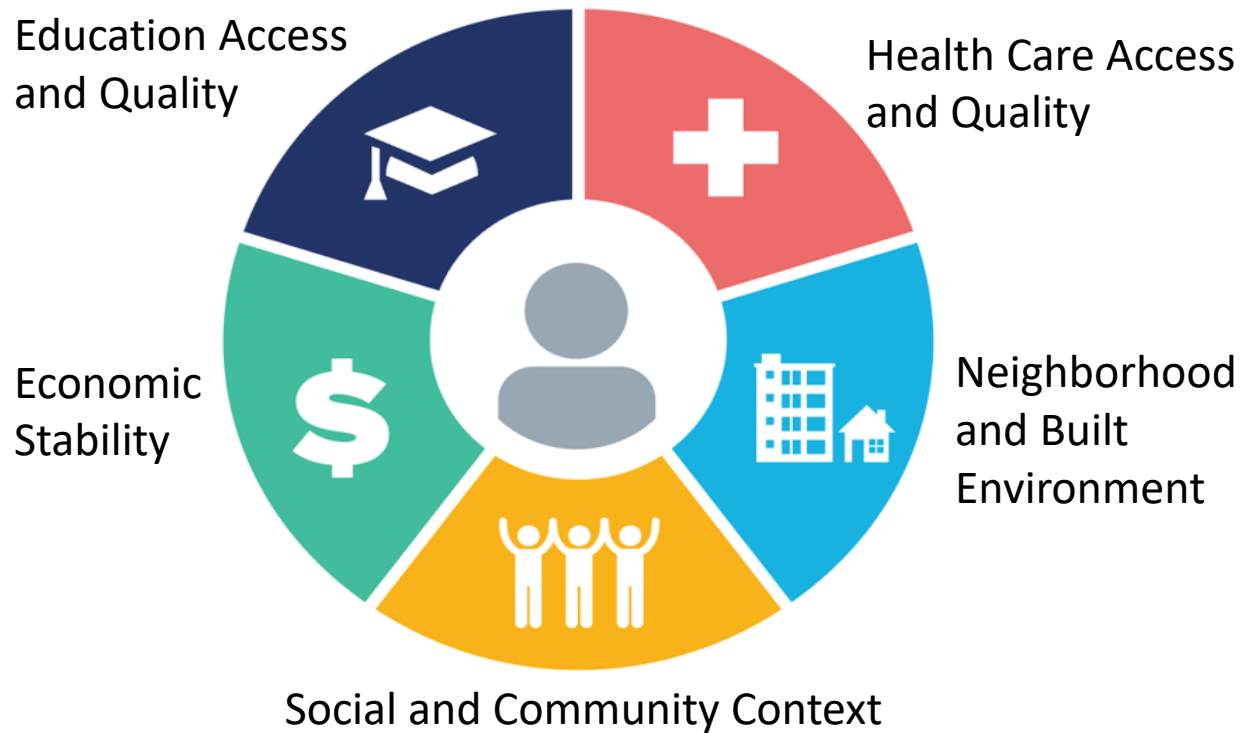 Education Access
and Quality
Health Care Access
and Quality
Economic
Stability
Neighborhood
and Built
Environment
Social and Community Context